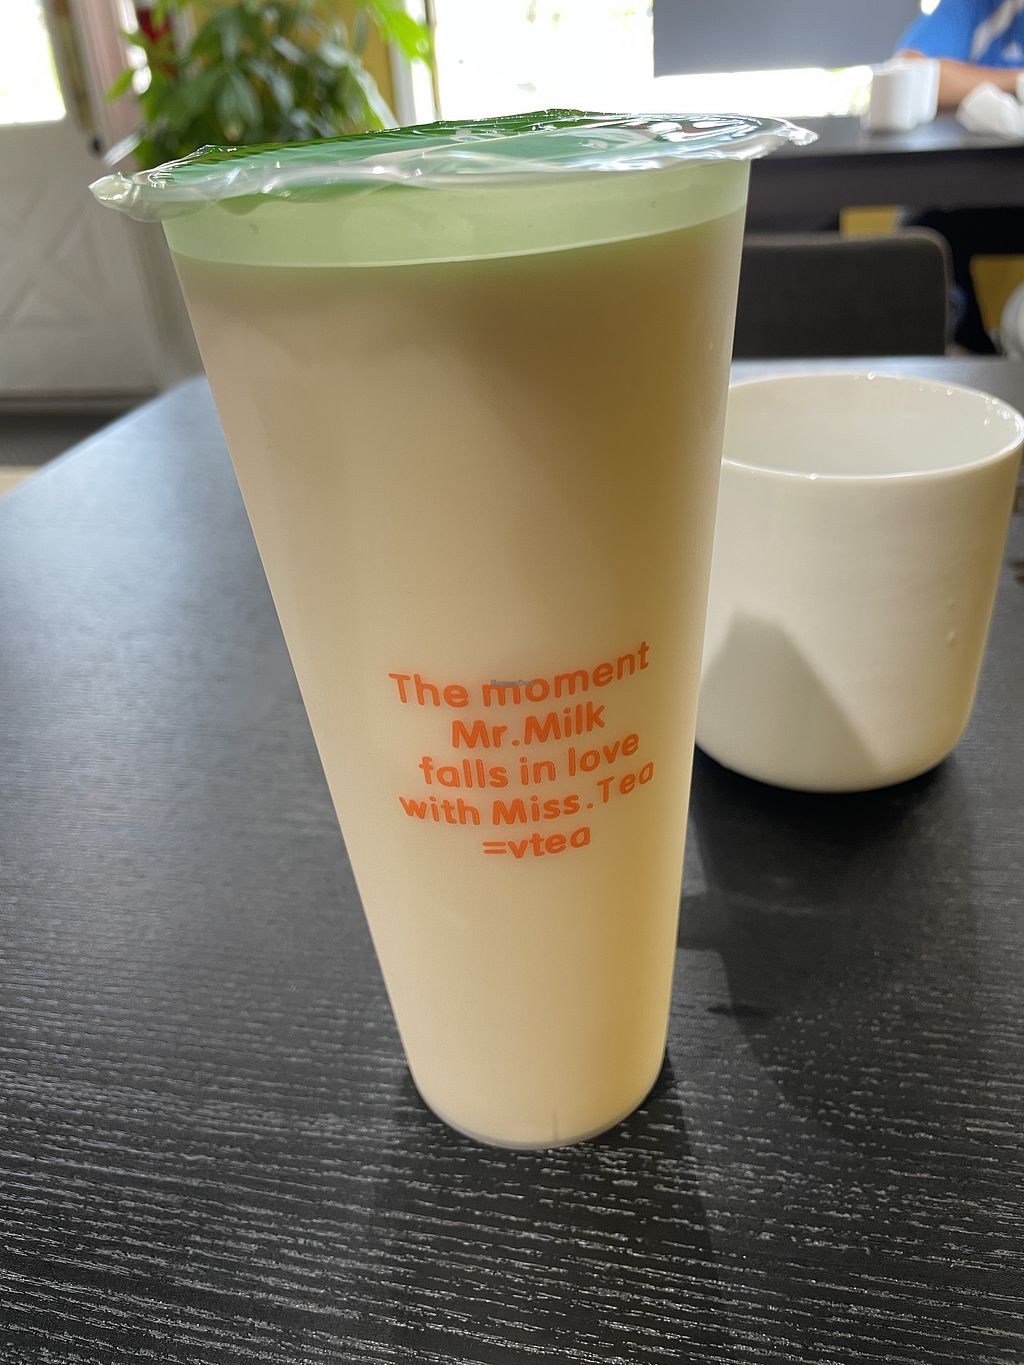 The moment
Mr.Milk
falls in love
with Miss.Tea
=vtea